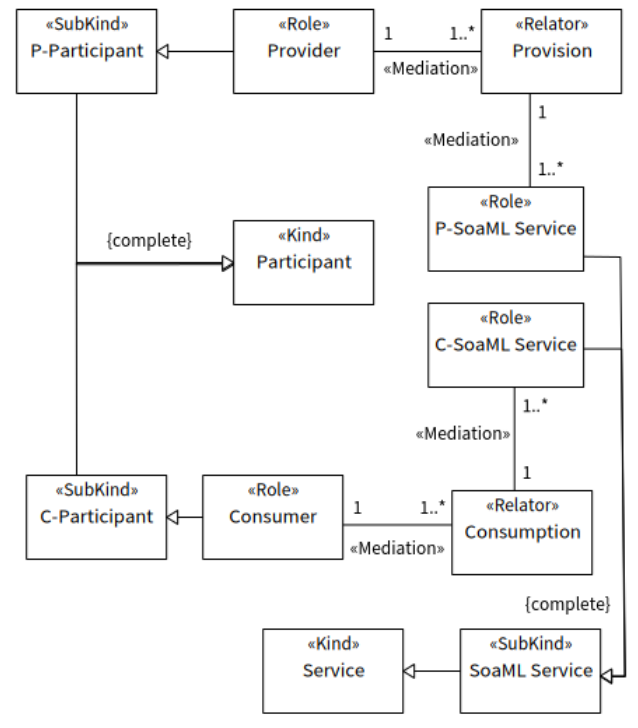 «SubKind»
P-Participant
«Role»
Provider
1
1..*
«Mediation»
«Relator»
Provision
1
«Mediation»
1..*
«Role»
P-SoaML Service
{complete}
«Kind»
Participant
«Role»
C-SoaML Service
1..*
«Mediation»
1
«SubKind»
C-Participant
«Role»
Consumer
1
1..*
«Mediation»
«Relator»
Consumption
{complete}
«Kind»
Service
«SubKind»
SoaML Service